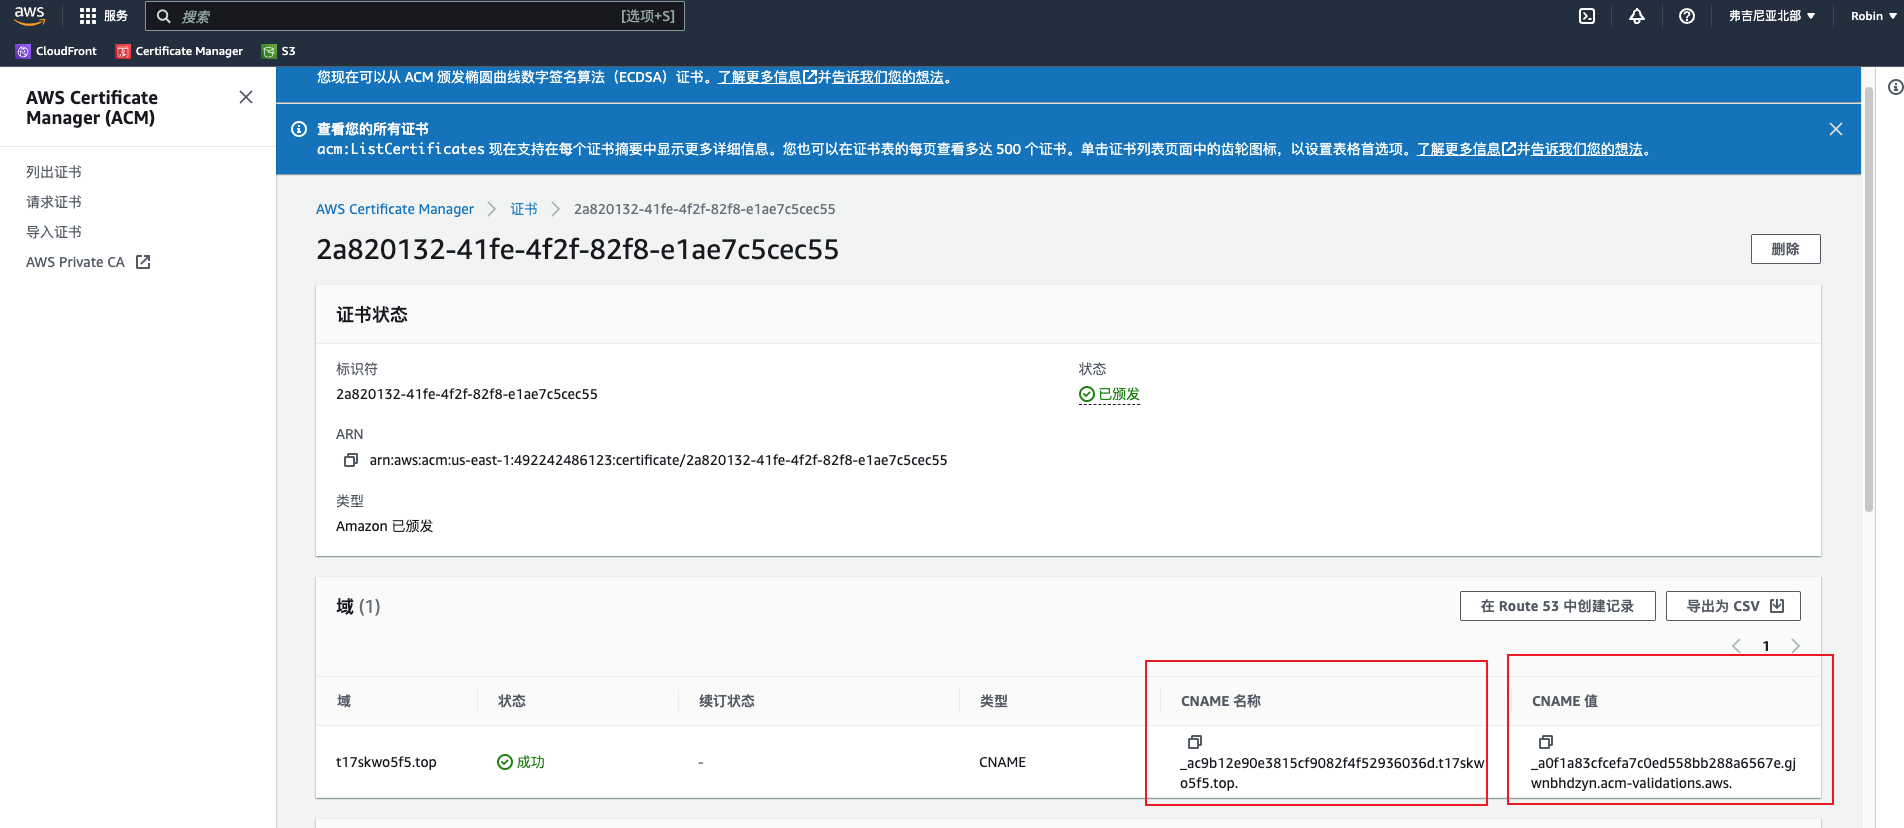 aws
服务
搜索
[选项+S]
弗吉尼亚北部
Robin
CloudFront
Certificate Manager
S3
AWS Certificate
Manager (ACM)
列出证书
请求证书
导入证书
AWS Private CA
您现在可以从 ACM 颁发椭圆曲线数字签名算法（ECDSA）证书。了解更多信息并告诉我们您的想法。
查看您的所有证书
acm:ListCertificates 现在支持在每个证书摘要中显示更多详细信息。您也可以在证书表的每页查看多达 500 个证书。单击证书列表页面中的齿轮图标，以设置表格首选项。了解更多信息并告诉我们您的想法。
AWS Certificate Manager
证书
2a820132-41fe-4f2f-82f8-e1ae7c5cec55
2a820132-41fe-4f2f-82f8-e1ae7c5cec55
删除
证书状态
标识符
2a820132-41fe-4f2f-82f8-e1ae7c5cec55
状态
已颁发
ARN
arn:aws:acm:us-east-1:492242486123:certificate/2a820132-41fe-4f2f-82f8-e1ae7c5cec55
类型
Amazon 已颁发
域 (1)
在 Route 53 中创建记录
导出为 CSV
1
域
状态
续订状态
类型
CNAME 名称
CNAME 值
t17skwo5f5.top
成功
-
CNAME
_ac9b12e90e3815cf9082f4f52936036d.t17skw
o5f5.top.
_a0f1a83cfcefa7c0ed558bb288a6567e.gj
wnbhdzyn.acm-validations.aws.